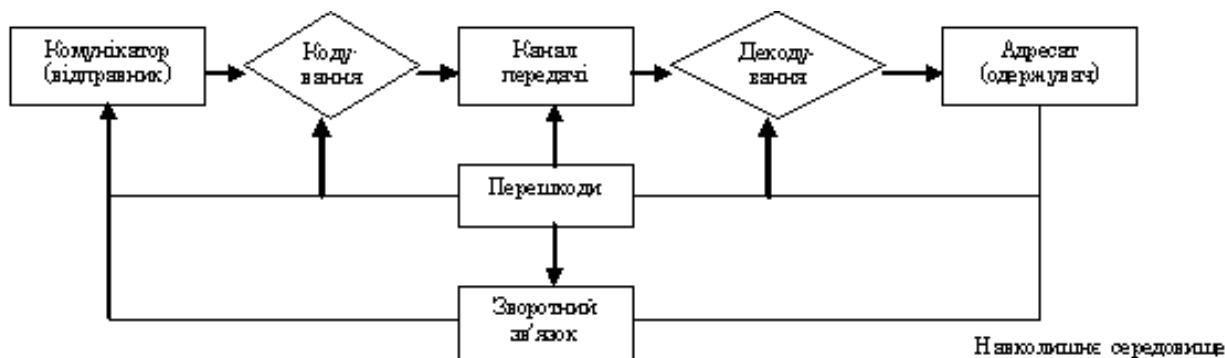 Комунікатор
(відправник)
Коду-
вання
Канал
передачі
Декоду-
вання
Адресат
(одержувач)
Перешкоди
Зворотний
зв'язок
Навколишнє середовище